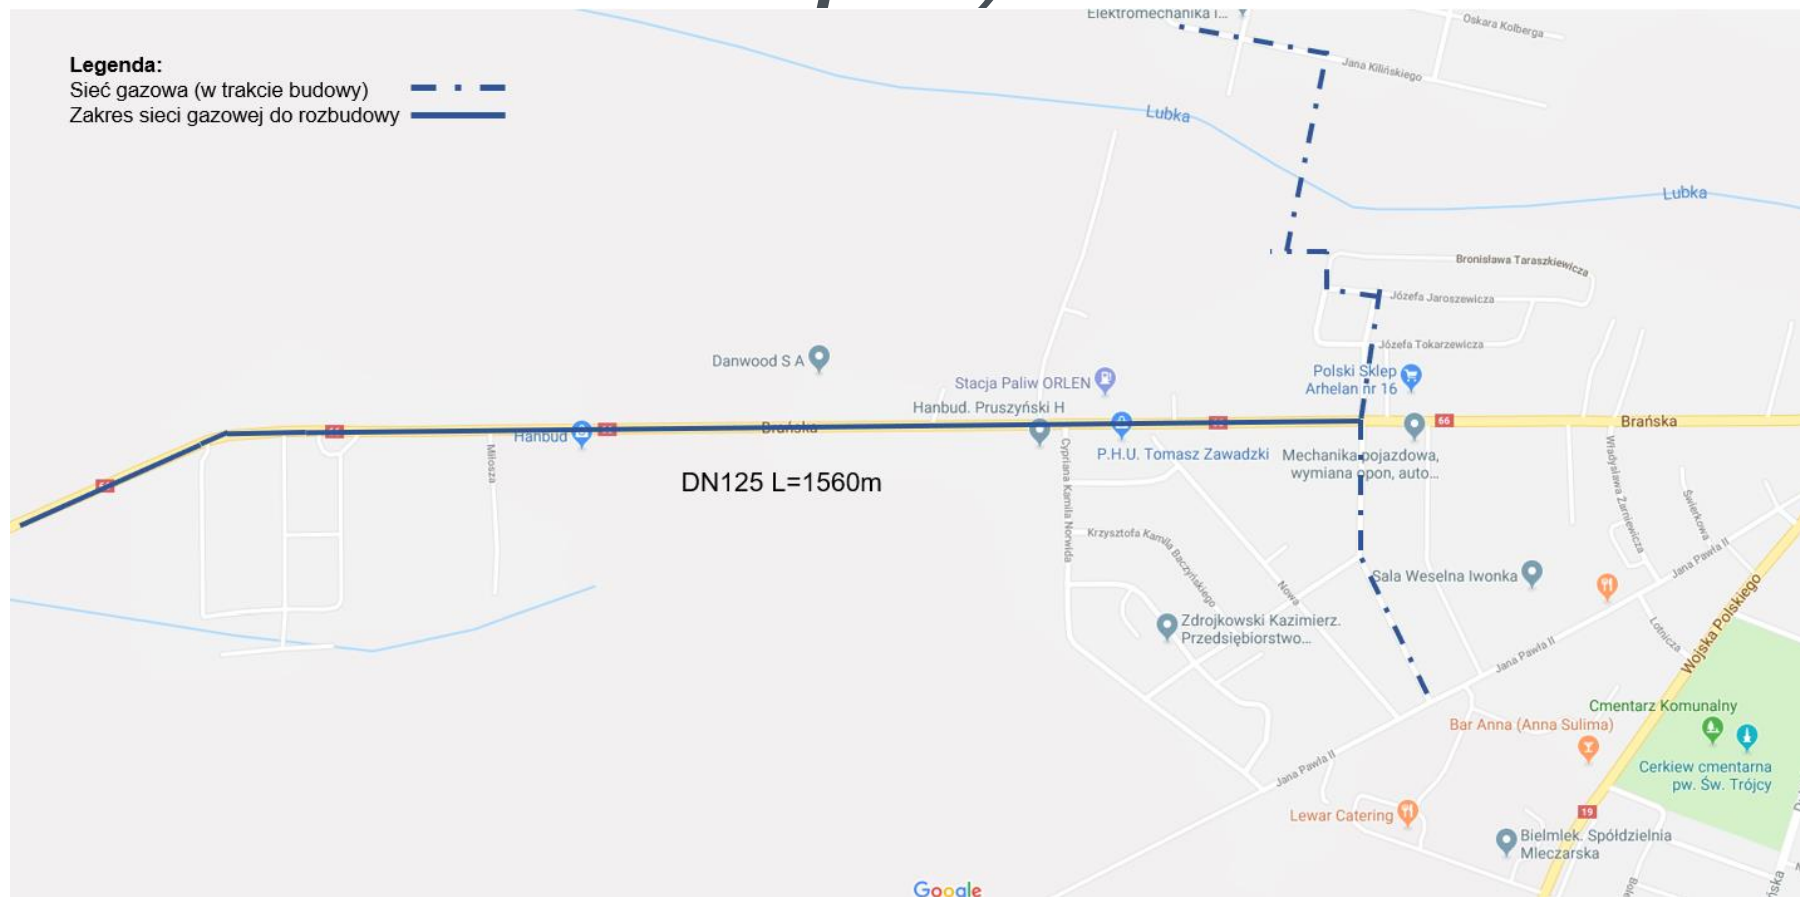 Elektromechanika i...
Oskara Kolberga
Legenda:
Sieć gazowa (w trakcie budowy)
Zakres sieci gazowej do rozbudowy
Jana Kilińskiego
Lubka
Lubka
Bronisława Taraszkiewicza
Józefa Jaroszewicza
Józefa Tokarzewicza
Danwood S A
Polski Sklep
Arhelan nr 16
Stacja Paliw ORLEN
Hanbud. Pruszyński H
Hanbud
Brańska
66
Brańska
P.H.U. Tomasz Zawadzki
Mechanika pojazdowa,
wymiana opon, auto...
Miłosza
DN125 L=1560m
Cypriana Kamila Norwida
Władysława Żarniewicza
Świerkowa
Krzysztofa Kamila Baczyńskiego
Jana Pawła II
Nowa
Sala Weselna Iwonka
Wojska Polskiego
Zdrojkowski Kazimierz.
Przedsiębiorstwo...
Lotnicza
Jana Pawła II
Cmentarz Komunalny
Bar Anna (Anna Sulima)
Jana Pawła II
Cerkiew cmentarna
pw. Św. Trójcy
Lewar Catering
19
Bielmlek. Spółdzielnia
Mleczarska
Google